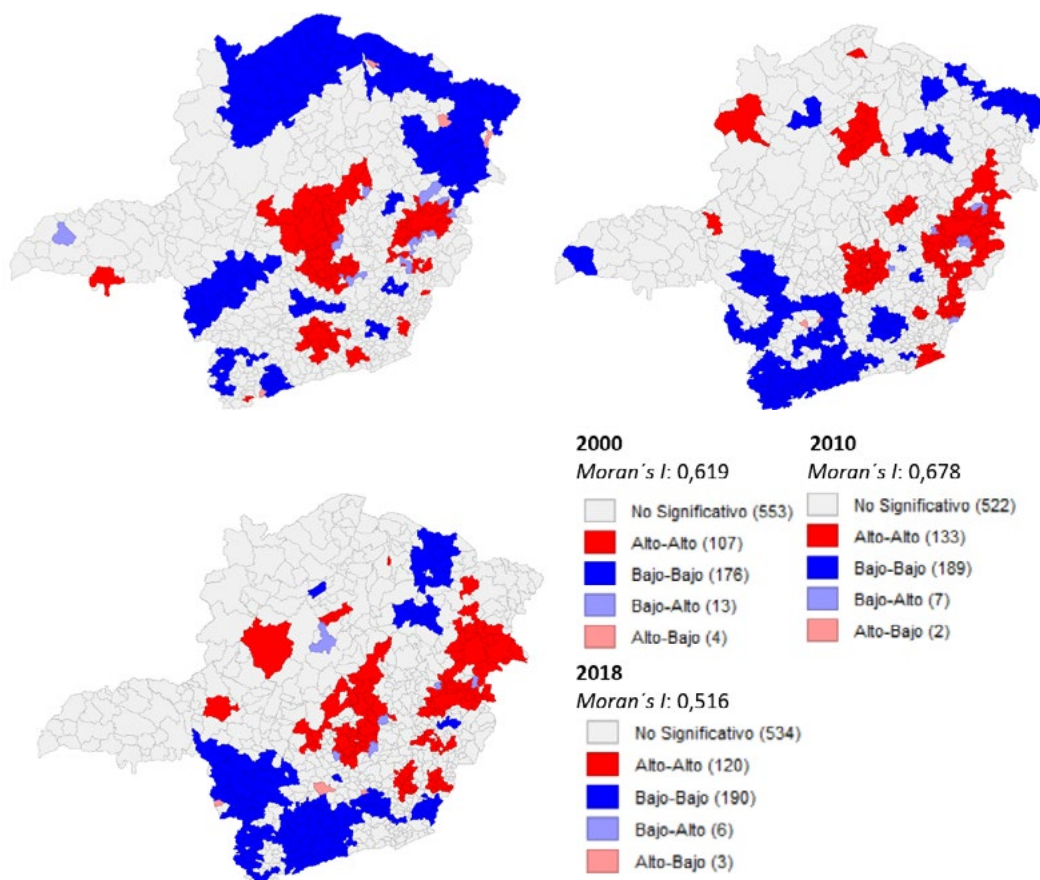 2000
Moran´s I: 0,619
No Significativo (553)
Alto-Alto (107)
Bajo-Bajo (176)
Bajo-Alto (13)
Alto-Bajo (4)
2010
Moran´s I: 0,678
No Significativo (522)
Alto-Alto (133)
Bajo-Bajo (189)
Bajo-Alto (7)
Alto-Bajo (2)
2018
Moran´s I: 0,516
No Significativo (534)
Alto-Alto (120)
Bajo-Bajo (190)
Bajo-Alto (6)
Alto-Bajo (3)